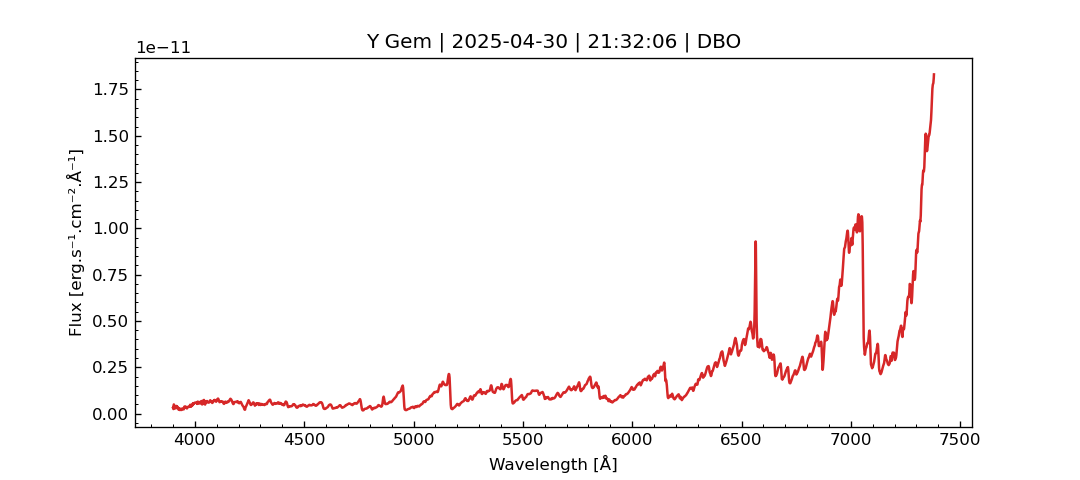 Y Gem | 2025-04-30 | 21:32:06 | DBO
1e−11
1.75
1.50
1.25
1.00
0.75
0.50
0.25
0.00
Flux [erg.s⁻¹.cm⁻².Å⁻¹]
4000 4500 5000 5500 6000 6500 7000 7500
Wavelength [Å]